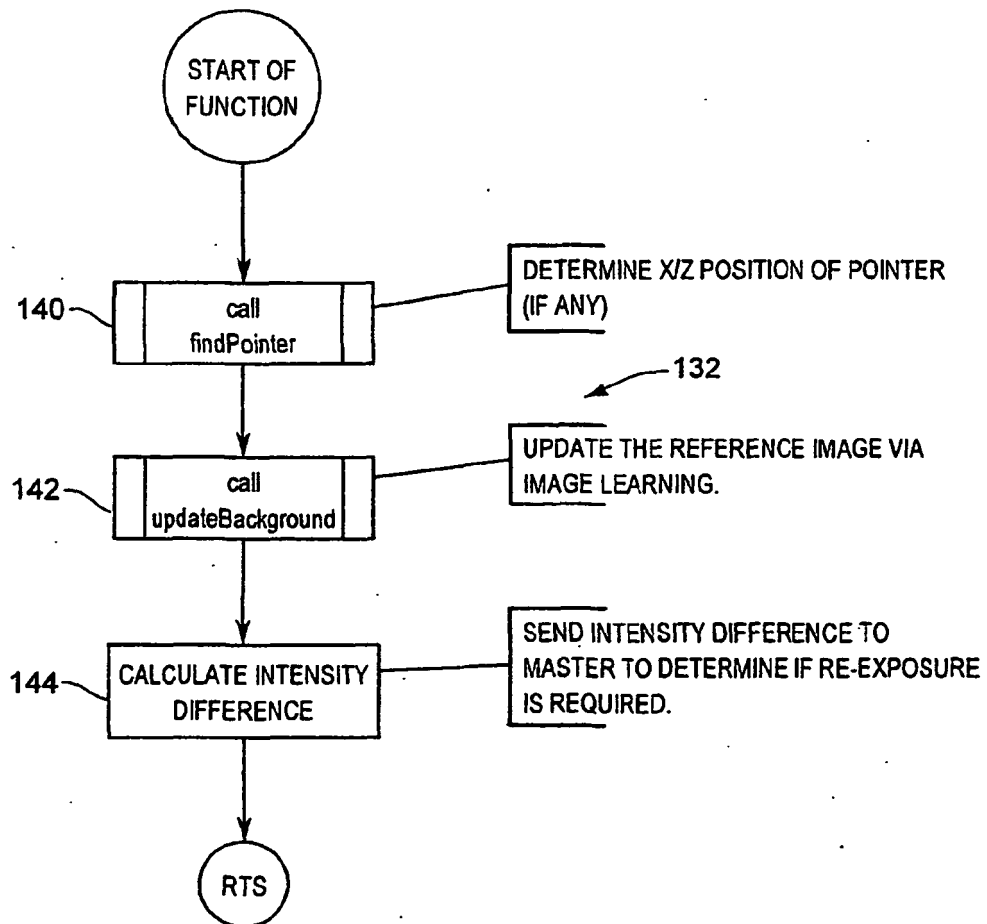 START OF
FUNCTION
140
call
findPointer
DETERMINE X/Z POSITION OF POINTER
(IF ANY)
132
142
call
updateBackground
UPDATE THE REFERENCE IMAGE VIA
IMAGE LEARNING.
144
CALCULATE INTENSITY
DIFFERENCE
SEND INTENSITY DIFFERENCE TO
MASTER TO DETERMINE IF RE-EXPOSURE
IS REQUIRED.
RTS